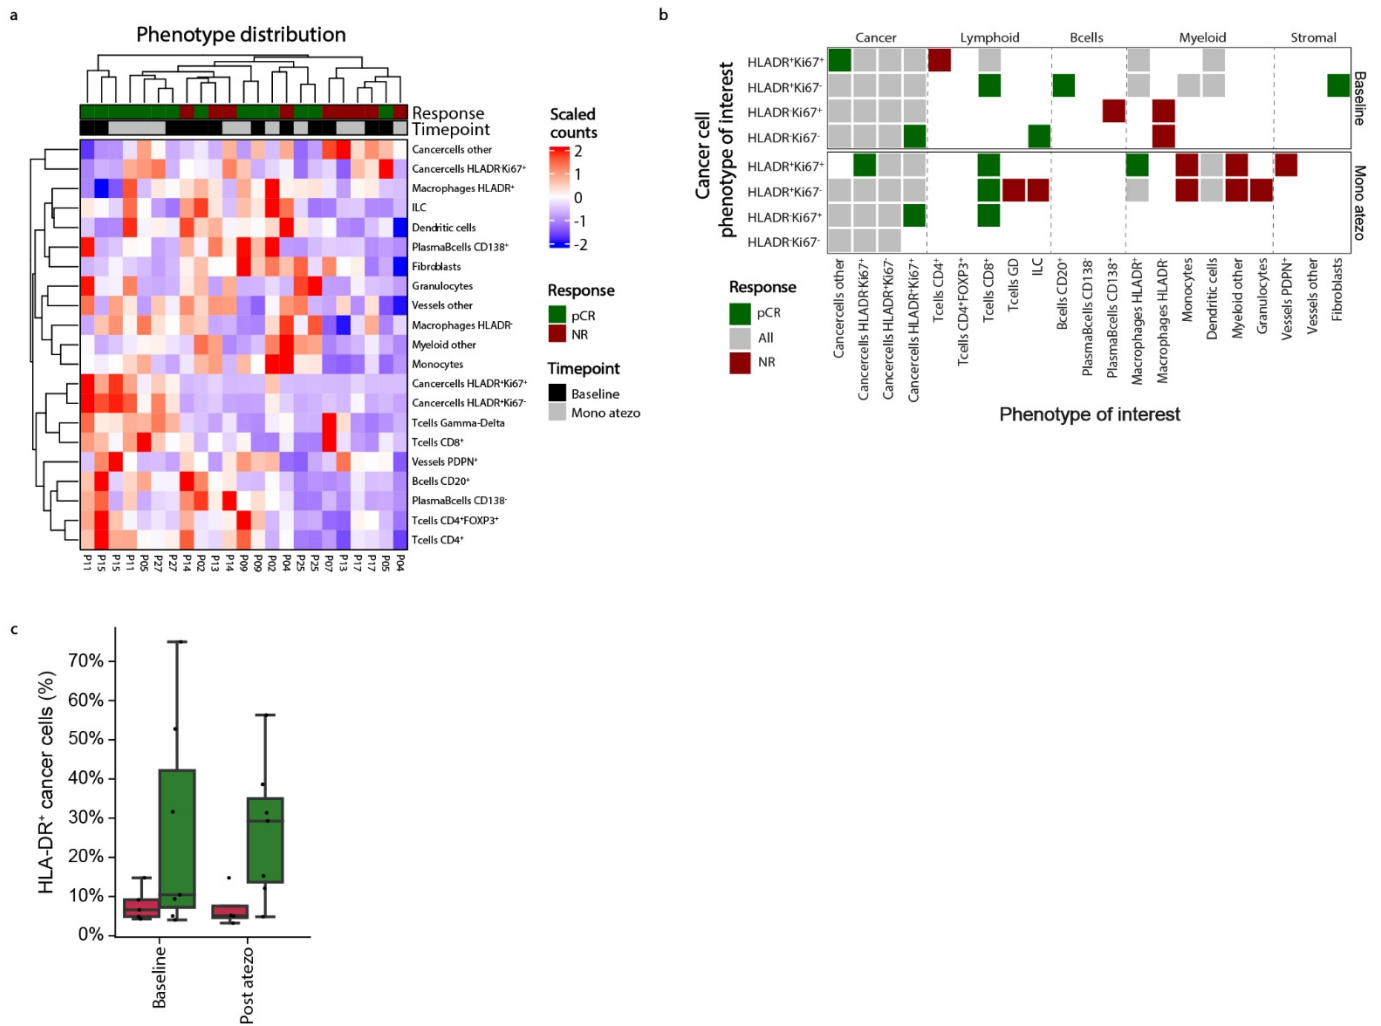 a
Phenotype distribution
Response
Timepoint
Cancercells other
Cancercells HLADR⁻Ki67⁺
Macrophages HLADR⁺
ILC
Dendritic cells
PlasmaBcells CD138⁺
Fibroblasts
Granulocytes
Vessels other
Macrophages HLADR⁻
Myeloid other
Monocytes
Cancercells HLADR⁺Ki67⁺
Cancercells HLADR⁺Ki67⁻
Tcells Gamma-Delta
Tcells CD8⁺
Vessels PDPN⁺
Bcells CD20⁺
PlasmaBcells CD138⁻
Tcells CD4⁺FOXP3⁺
Tcells CD4⁺
P11 P15 P15 P11 P05 P27 P27 P14 P02 P13 P14 P09 P09 P02 P04 P25 P25 P07 P13 P17 P17 P05 P04
Scaled
counts
2
1
0
-1
-2
Response
pCR
NR
Timepoint
Baseline
Mono atezo
b
Cancer Lymphoid Bcells Myeloid Stromal
Cancer cell
phenotype of interest
HLADR⁺Ki67⁺
HLADR⁺Ki67⁻
HLADR⁻Ki67⁺
HLADR⁻Ki67⁻
Baseline
HLADR⁺Ki67⁺
HLADR⁺Ki67⁻
HLADR⁻Ki67⁺
HLADR⁻Ki67⁻
Mono atezo
Cancercells other
Cancercells HLADR⁻Ki67⁺
Cancercells HLADR⁺Ki67⁻
Cancercells HLADR⁺Ki67⁺
Tcells CD4⁺
Tcells CD4⁺FOXP3⁺
Tcells CD8⁺
Tcells GD
ILC
Bcells CD20⁺
PlasmaBcells CD138⁻
PlasmaBcells CD138⁺
Macrophages HLADR⁺
Macrophages HLADR⁻
Monocytes
Dendritic cells
Myeloid other
Granulocytes
Vessels PDPN⁺
Vessels other
Fibroblasts
Phenotype of interest
Response
pCR
All
NR
c
HLA-DR⁺ cancer cells (%)
70%
60%
50%
40%
30%
20%
10%
0%
Baseline
Post atezo